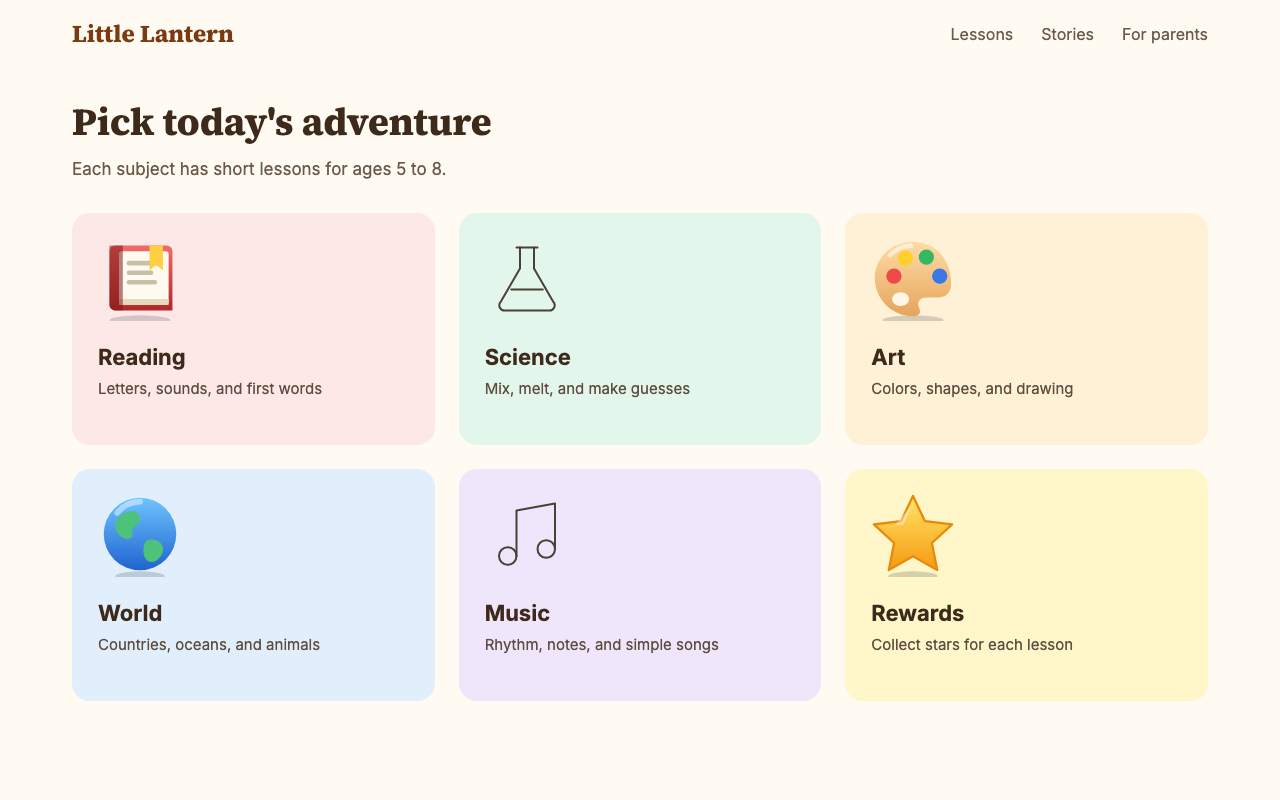 Little Lantern
Lessons Stories For parents
Pick today's adventure
Each subject has short lessons for ages 5 to 8.
Reading
Letters, sounds, and first words
Science
Mix, melt, and make guesses
Art
Colors, shapes, and drawing
World
Countries, oceans, and animals
Music
Rhythm, notes, and simple songs
Rewards
Collect stars for each lesson